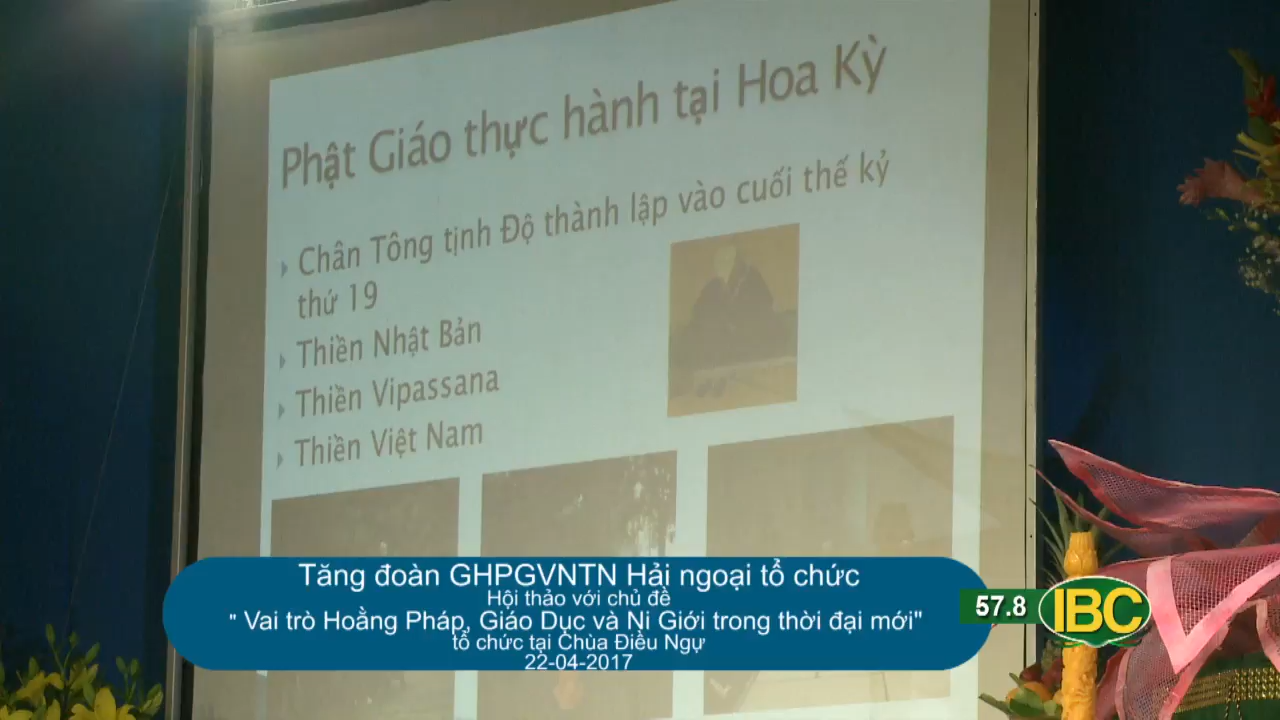 Phật Giáo thực hành tại Hoa Kỳ
Chân Tông tịnh Độ thành lập vào cuối thế kỷ
thứ 19
Thiền Nhật Bản
Thiền Vipassana
Thiền Việt Nam
Tăng đoàn GHPGVNTN Hải ngoại tổ chức
Hội thảo với chủ đề
" Vai trò Hoằng Pháp, Giáo Dục và Ni Giới trong thời đại mới"
tổ chức tại Chùa Điều Ngự
22-04-2017
57.8 IBC